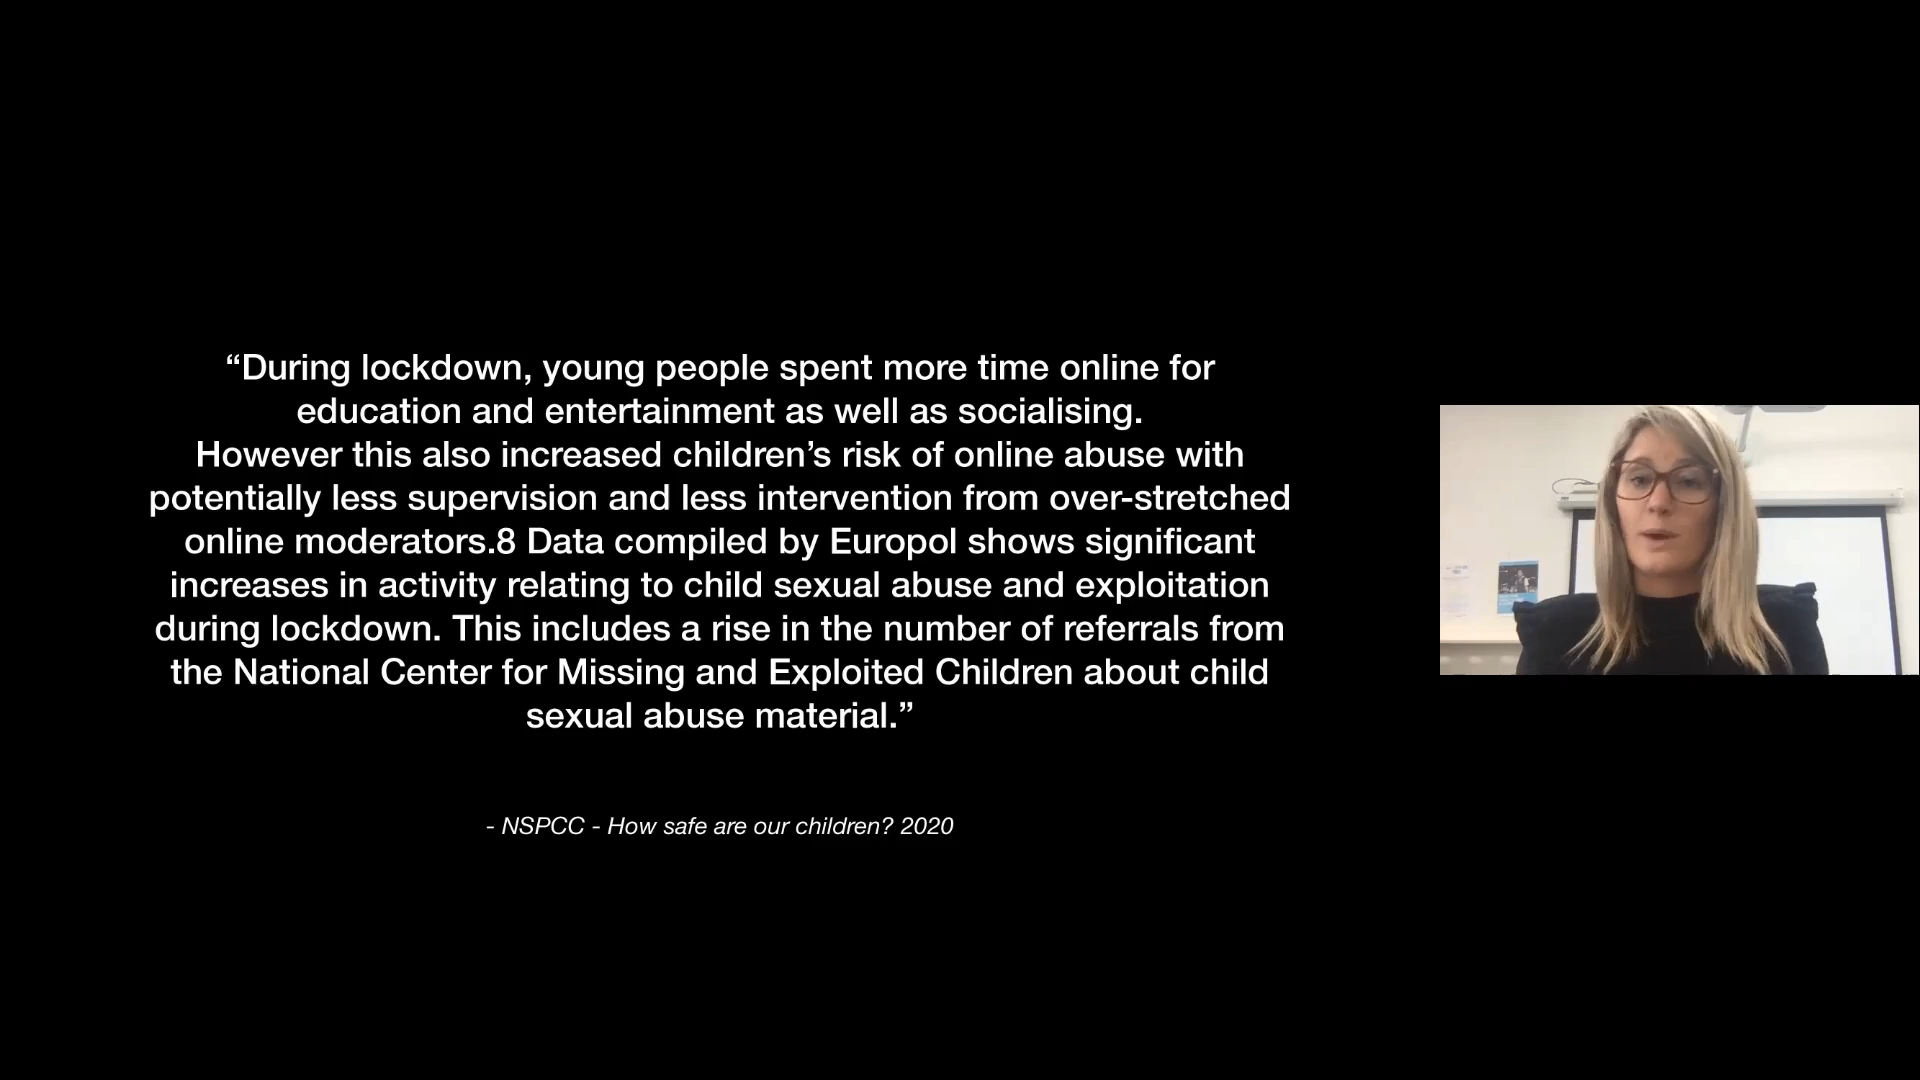 “During lockdown, young people spent more time online for
education and entertainment as well as socialising.
However this also increased children’s risk of online abuse with
potentially less supervision and less intervention from over-stretched
online moderators.8 Data compiled by Europol shows significant
increases in activity relating to child sexual abuse and exploitation
during lockdown. This includes a rise in the number of referrals from
the National Center for Missing and Exploited Children about child
sexual abuse material.”
- NSPCC - How safe are our children? 2020